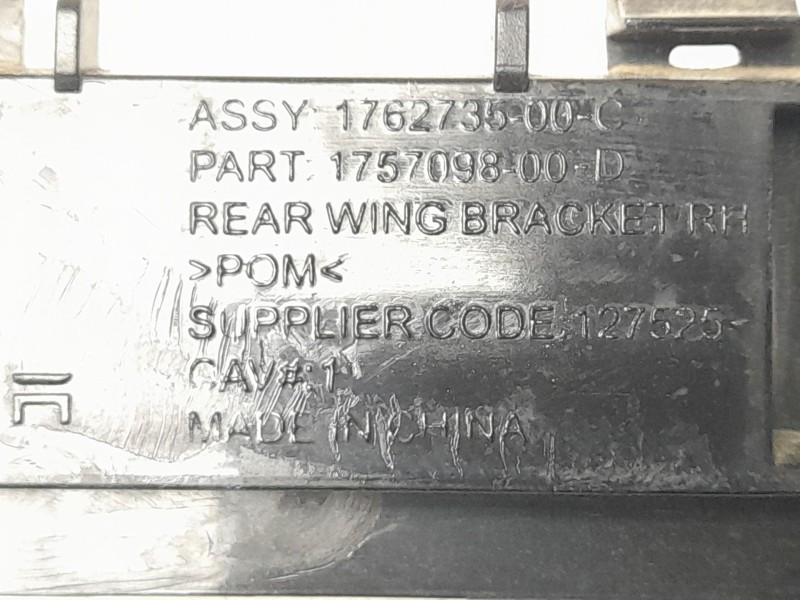 ASSY: 1762735-00-C
PART: 1757098-00-D
REAR WING BRACKET RH
>POM<
SUPPLIER CODE: 127525
CAV#: 1
MADE IN CHINA